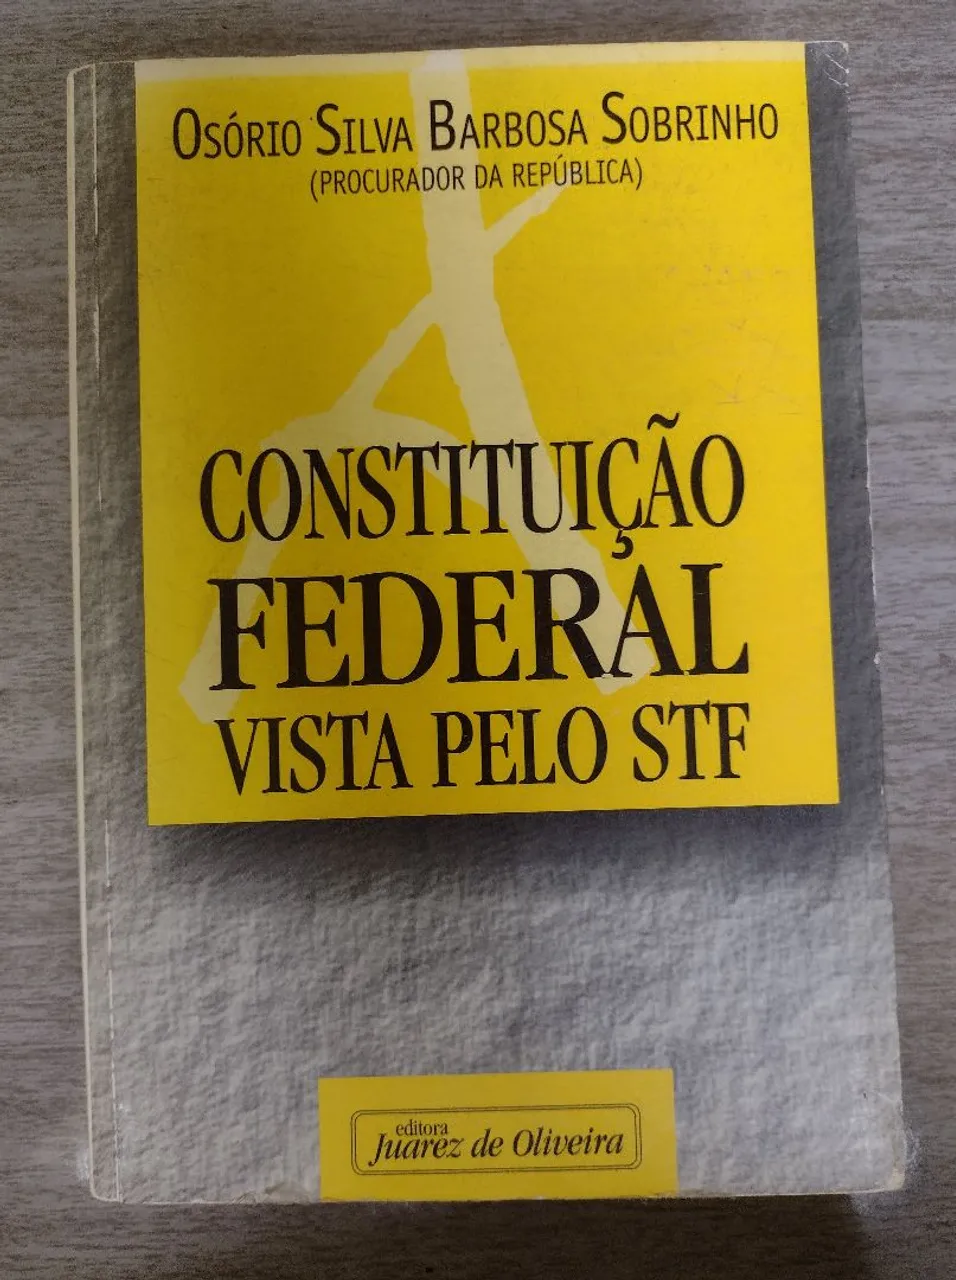 OSÓRIO SILVA BARBOSA SOBRINHO
(PROCURADOR DA REPÚBLICA)
CONSTITUIÇÃO
FEDERAL
VISTA PELO STF
editora
Juarez de Oliveira